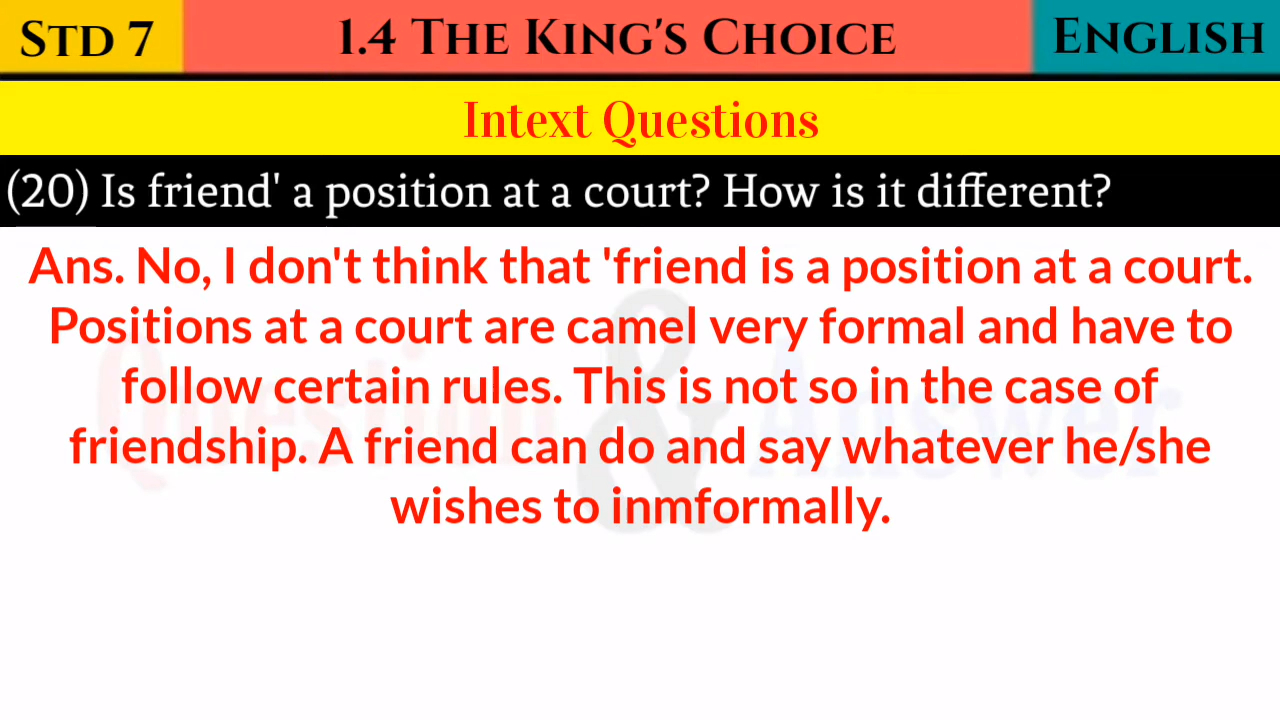 STD 7
1.4 THE KING'S CHOICE
ENGLISH
Intext Questions
(20) Is friend' a position at a court? How is it different?
Ans. No, I don't think that 'friend is a position at a court.
Positions at a court are camel very formal and have to
follow certain rules. This is not so in the case of
friendship. A friend can do and say whatever he/she
wishes to inmformally.
Question & Answer